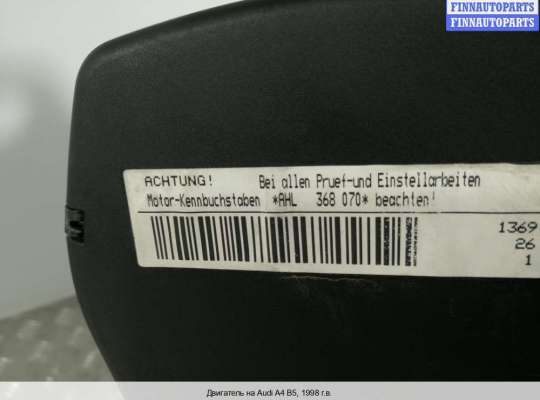 FINNAUTOPARTS
FINNAUTOPARTS
FINNAUTOPARTS
ACHTUNG! Bei allen Pruef-und Einstellarbeiten
Motor-Kennbuchstaben *AHL 368 070* beachten!
1369
26
1
Двигатель на Audi A4 B5, 1998 г.в.